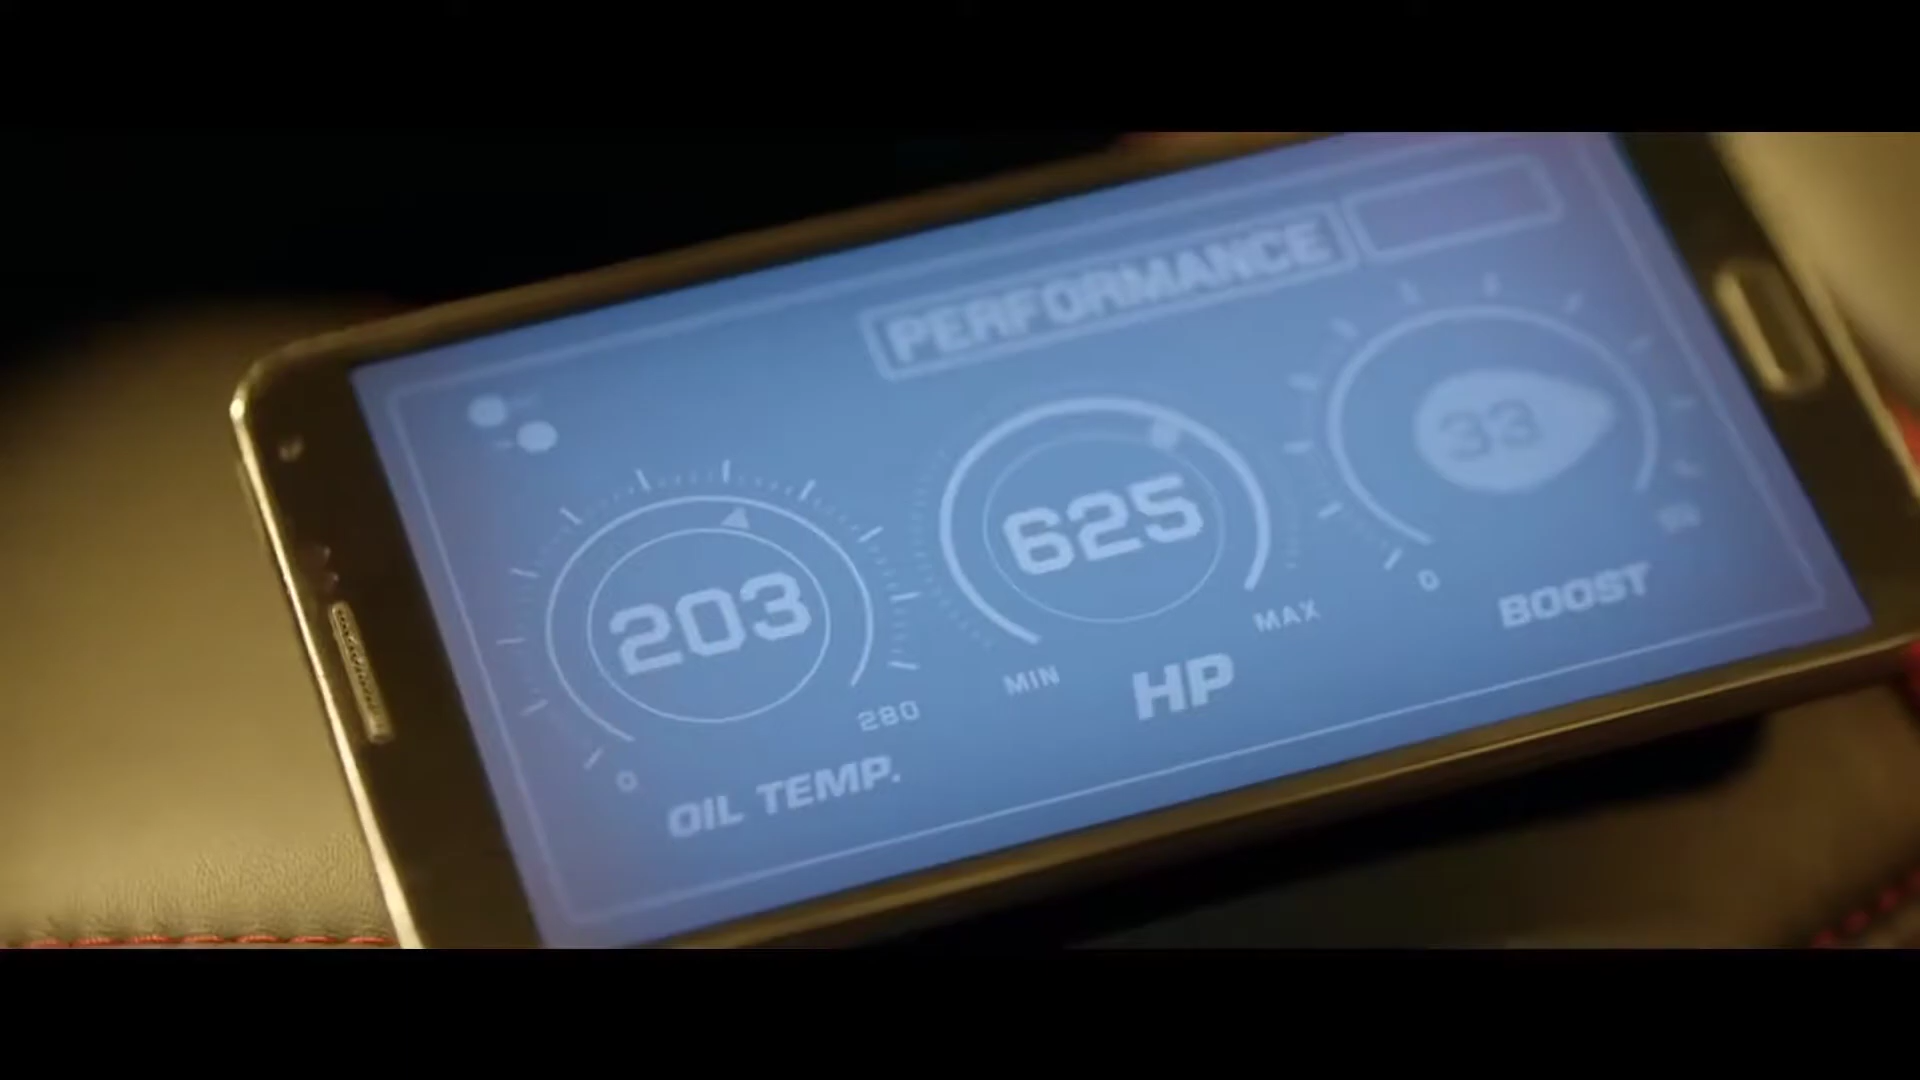 PERFORMANCE
203
0
280
OIL TEMP.
625
MIN
MAX
HP
33
0
BOOST